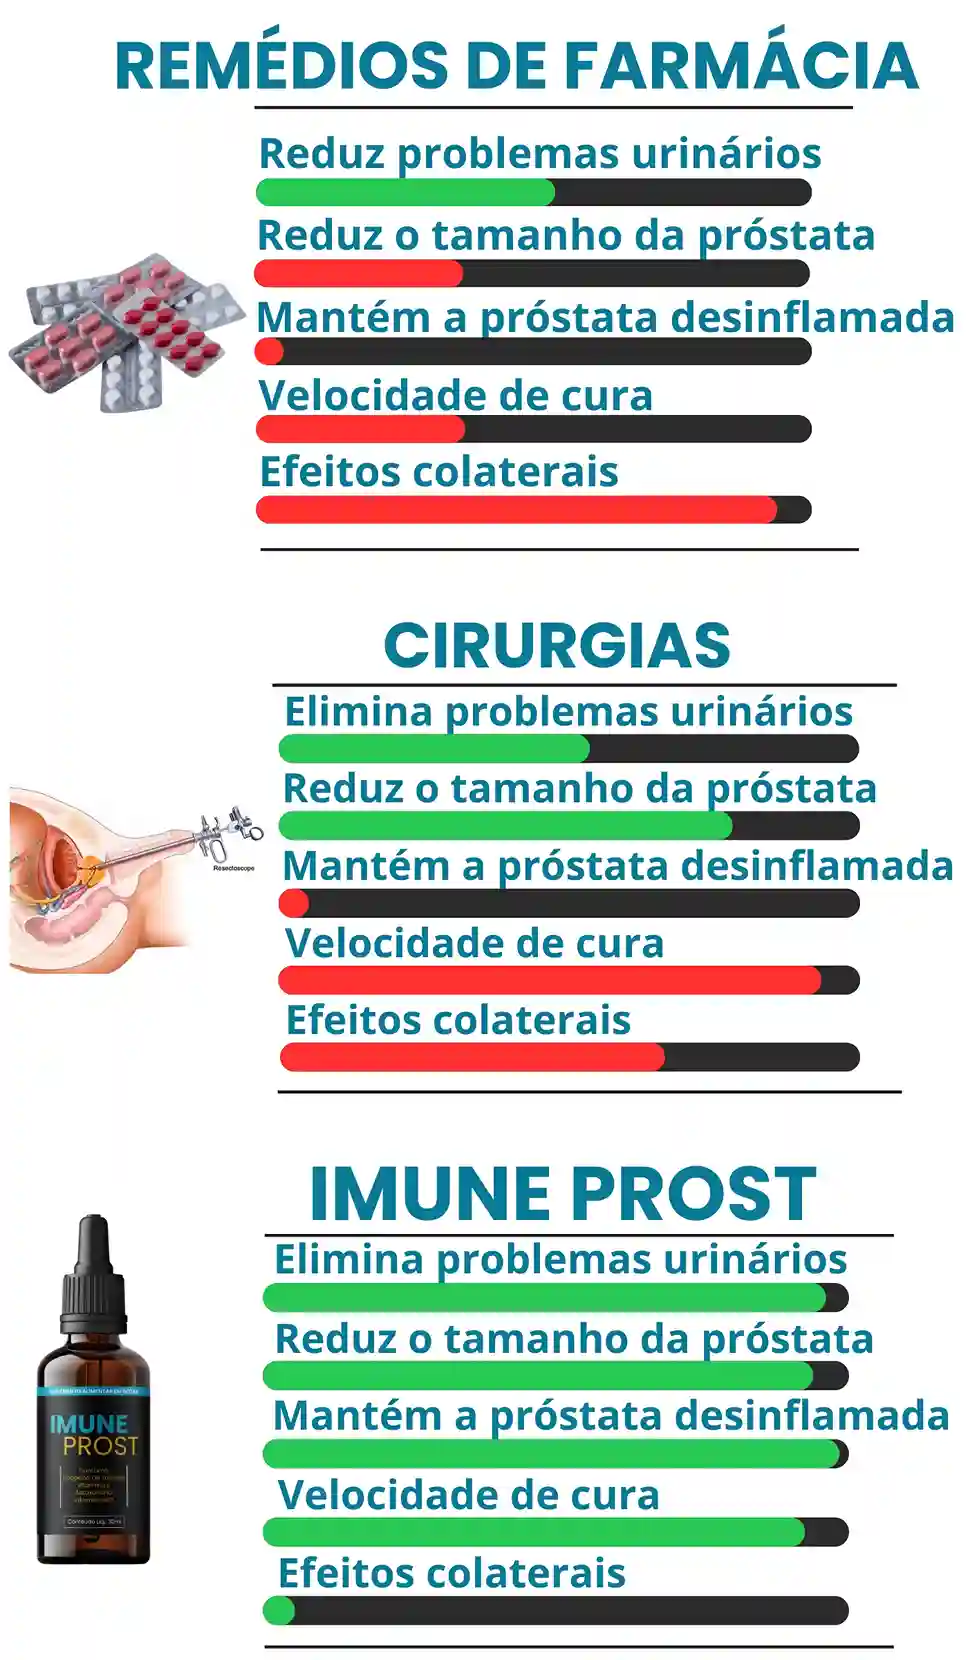 REMÉDIOS DE FARMÁCIA
Reduz problemas urinários
Reduz o tamanho da próstata
Mantém a próstata desinflamada
Velocidade de cura
Efeitos colaterais
CIRURGIAS
Elimina problemas urinários
Reduz o tamanho da próstata
Mantém a próstata desinflamada
Velocidade de cura
Efeitos colaterais
Resectoscope
IMUNE PROST
Elimina problemas urinários
Reduz o tamanho da próstata
Mantém a próstata desinflamada
Velocidade de cura
Efeitos colaterais
IMUNE
PROST